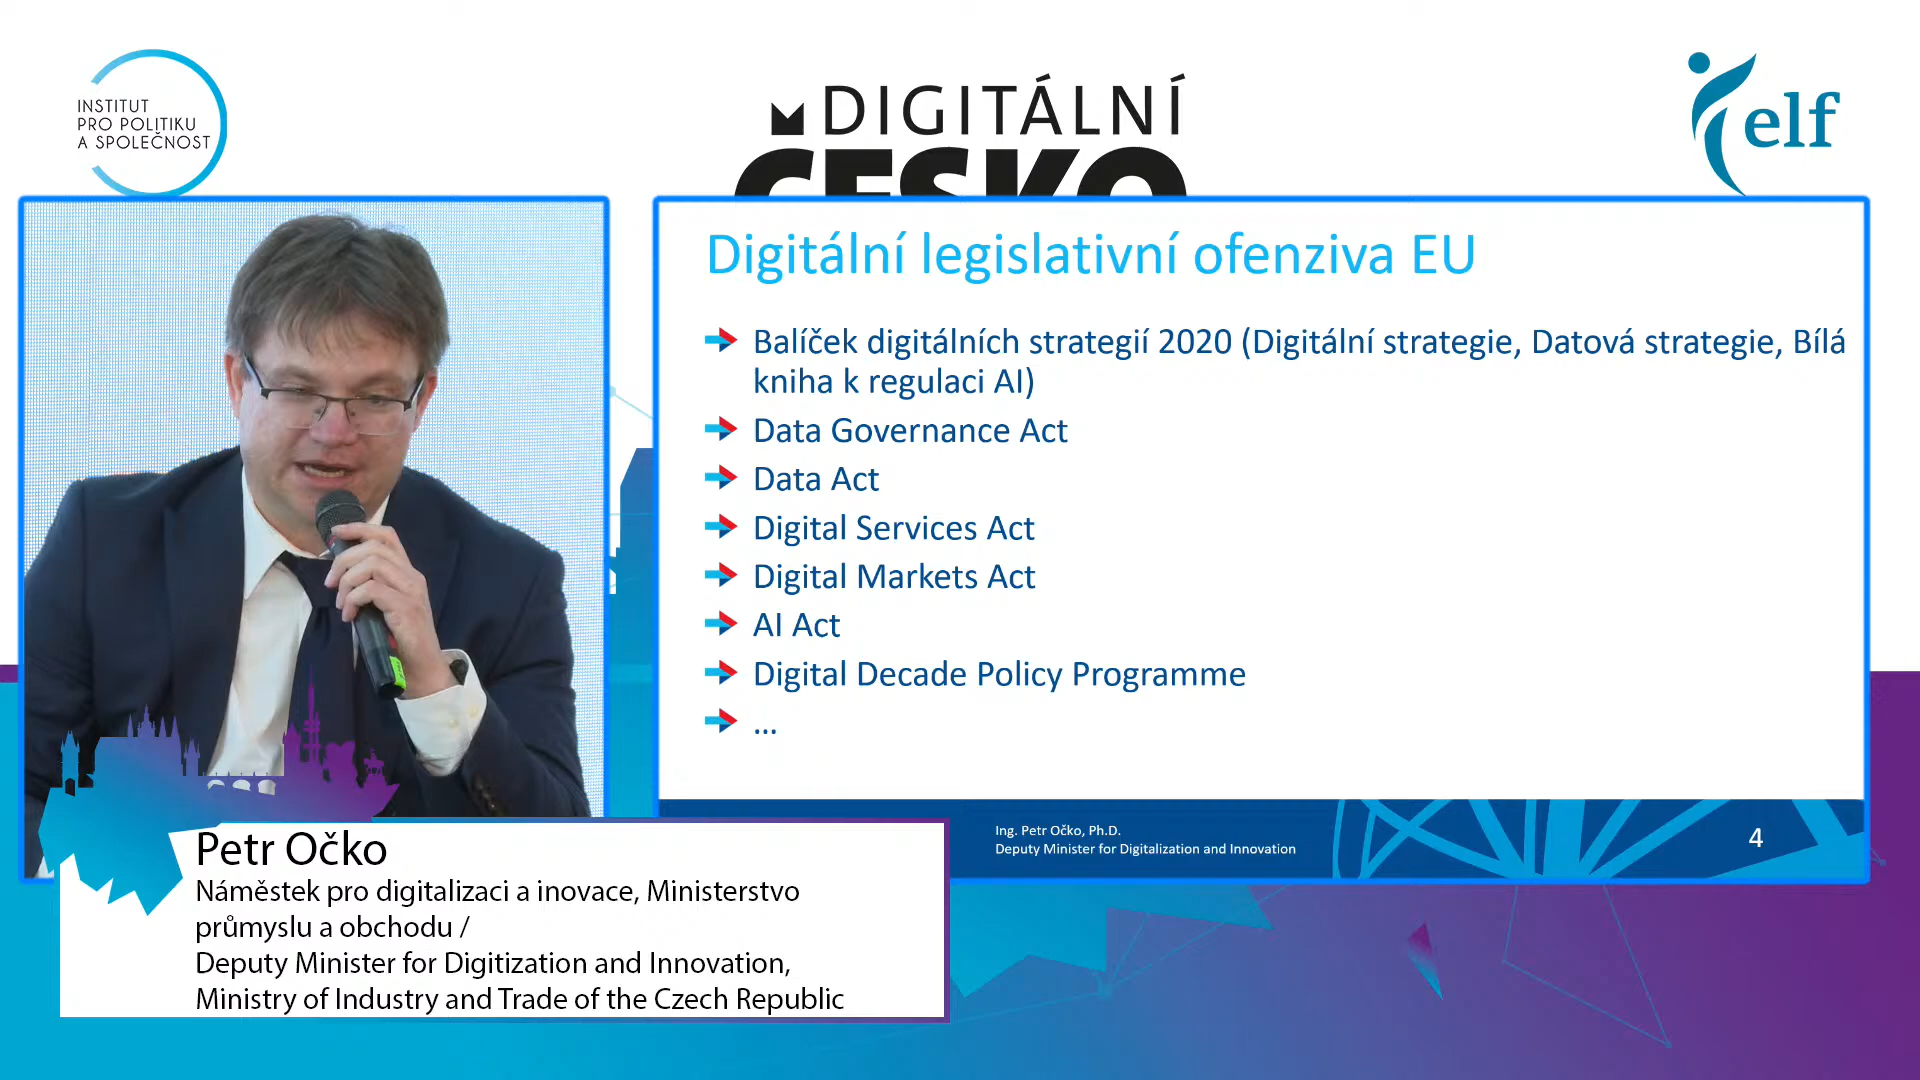 INSTITUT
PRO POLITIKU
A SPOLEČNOST
DIGITÁLNÍ
ČESKO
elf
Digitální legislativní ofenziva EU
Balíček digitálních strategií 2020 (Digitální strategie, Datová strategie, Bílá
kniha k regulaci AI)
Data Governance Act
Data Act
Digital Services Act
Digital Markets Act
AI Act
Digital Decade Policy Programme
...
Ing. Petr Očko, Ph.D.
Deputy Minister for Digitalization and Innovation
4
Petr Očko
Náměstek pro digitalizaci a inovace, Ministerstvo
průmyslu a obchodu /
Deputy Minister for Digitization and Innovation,
Ministry of Industry and Trade of the Czech Republic